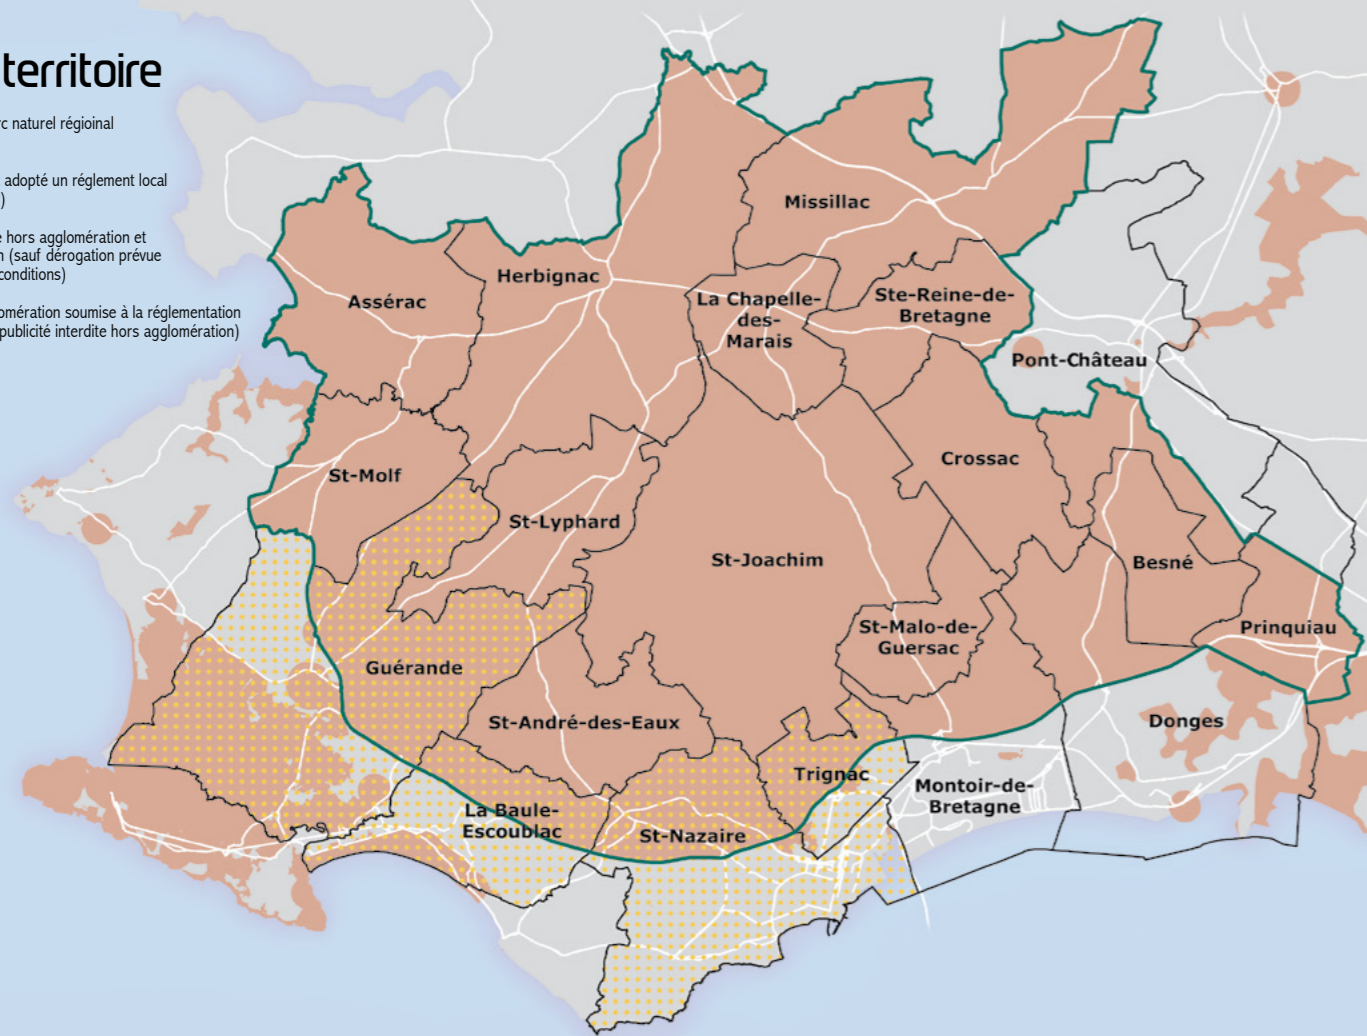 territoire
rc naturel régioinal
adopté un réglement local
)
e hors agglomération et
n (sauf dérogation prévue
conditions)
omération soumise à la réglementation
publicité interdite hors agglomération)
Missillac
Herbignac
Assérac
La Chapelle-
des-
Marais
Ste-Reine-de-
Bretagne
Pont-Château
St-Molf
Crossac
St-Lyphard
St-Joachim
Besné
St-Malo-de-
Guersac
Prinquiau
Guérande
St-André-des-Eaux
Donges
Trignac
Montoir-de-
Bretagne
La Baule-
Escoublac
St-Nazaire